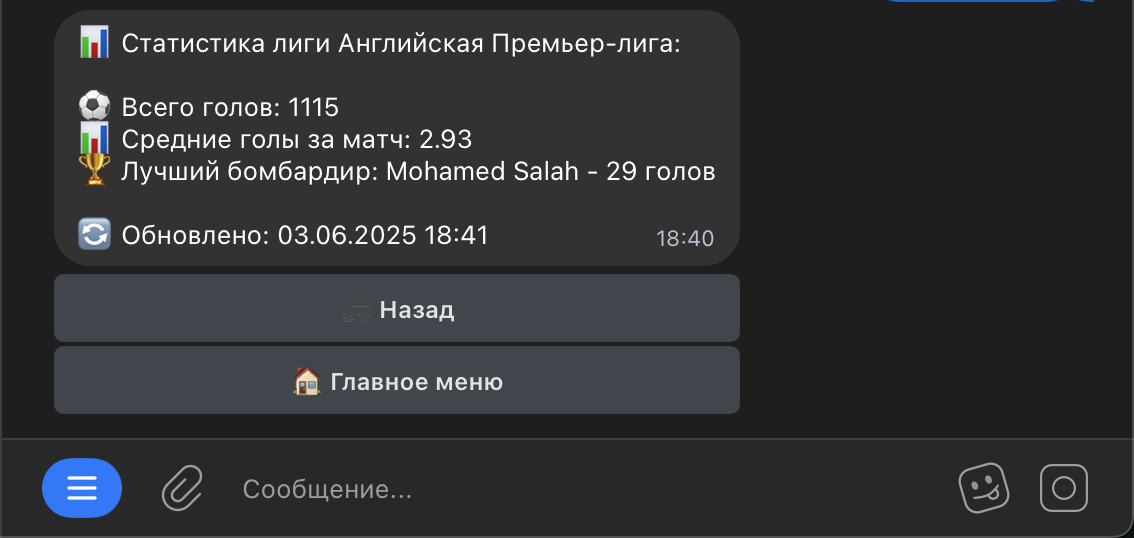 📊 Статистика лиги Английская Премьер-лига:
⚽ Всего голов: 1115
📊 Средние голы за матч: 2.93
🏆 Лучший бомбардир: Mohamed Salah - 29 голов
🔄 Обновлено: 03.06.2025 18:41
18:40
🔙 Назад
🏠 Главное меню
Сообщение...